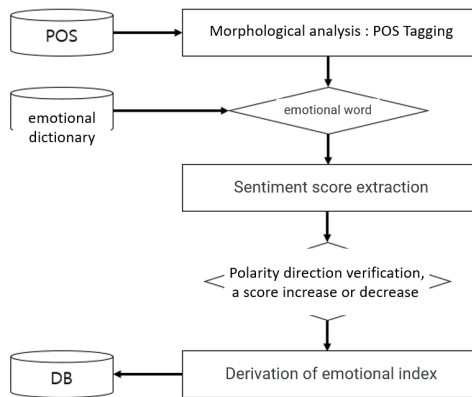 POS
Morphological analysis : POS Tagging
emotional
dictionary
emotional word
Sentiment score extraction
Polarity direction verification,
a score increase or decrease
DB
Derivation of emotional index